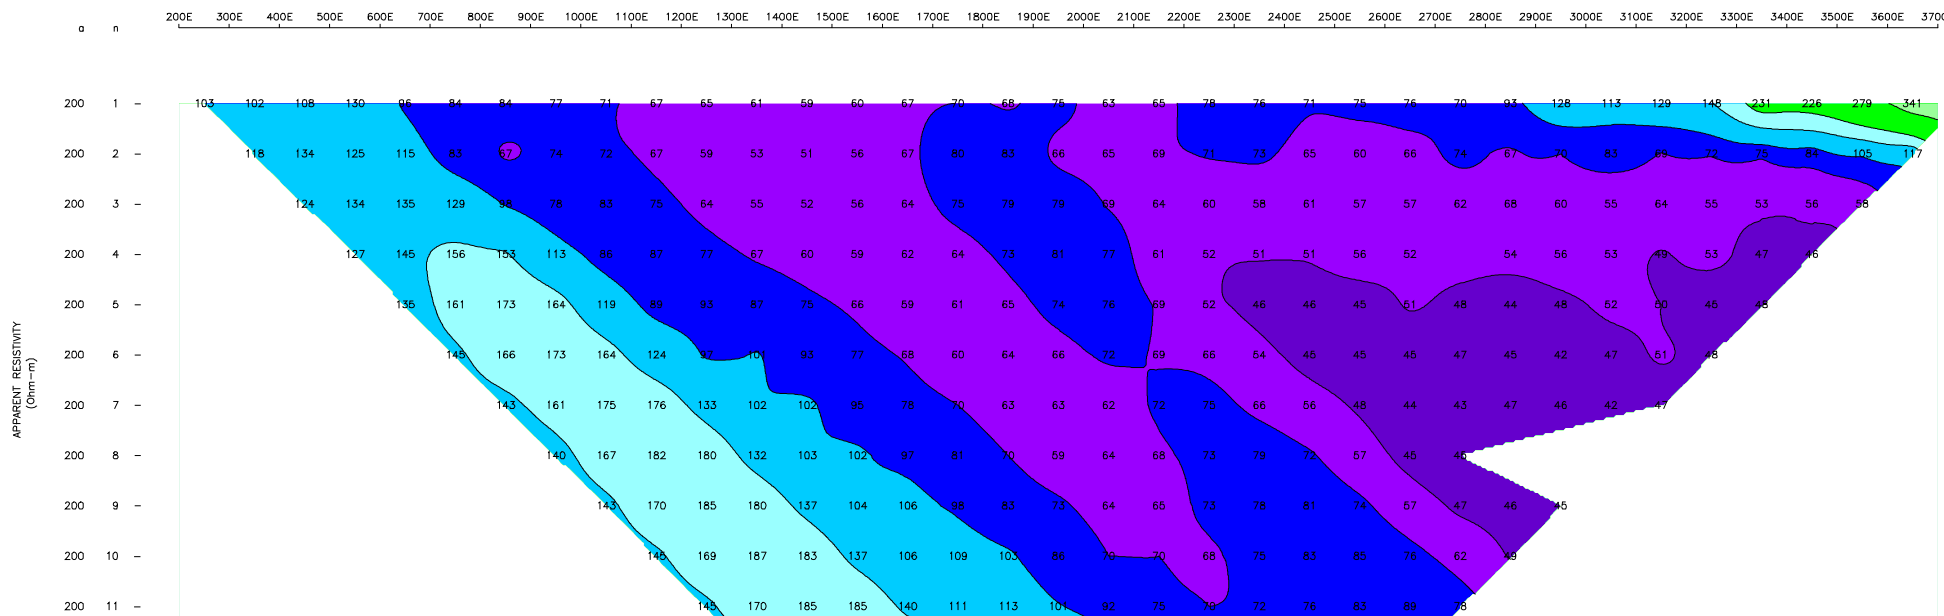 200E 300E 400E 500E 600E 700E 800E 900E 1000E 1100E 1200E 1300E 1400E 1500E 1600E 1700E 1800E 1900E 2000E 2100E 2200E 2300E 2400E 2500E 2600E 2700E 2800E 2900E 3000E 3100E 3200E 3300E 3400E 3500E 3600E 3700
a n
200 1 – 103 102 108 130 96 84 84 77 71 67 65 61 59 60 67 70 68 75 63 65 78 76 71 75 76 70 93 128 113 129 148 231 226 279 341
200 2 – 118 134 125 115 83 67 74 72 67 59 53 51 56 67 80 83 66 65 69 71 73 65 60 66 74 67 70 83 69 72 75 84 105 117
200 3 – 124 134 135 129 98 78 83 75 64 55 52 56 64 75 79 79 69 64 60 58 61 57 57 62 68 60 55 64 55 53 56 58
200 4 – 127 145 156 153 113 86 87 77 67 60 59 62 64 73 81 77 61 52 51 51 56 52 54 56 53 49 53 47 46
200 5 – 135 161 173 164 119 89 93 75 66 61 65 74 76 69 52 46 46 45 51 48 44 48 52 50 46 48
200 6 – 145 166 173 164 124 97 101 93 77 68 60 64 66 72 69 66 54 46 45 46 47 45 42 47 51 48
200 7 – 143 161 175 176 133 102 102 95 78 70 63 63 62 72 75 66 56 48 44 43 47 46 42 47
200 8 – 140 167 182 180 132 103 102 97 81 70 59 64 68 73 79 72 57 46 46
200 9 – 143 170 185 180 137 104 106 98 83 73 64 65 73 78 81 74 57 47 46 45
200 10 – 145 169 187 183 137 106 109 103 86 70 70 68 75 83 85 76 62 49
200 11 – 145 170 185 185 140 111 113 101 92 75 70 72 76 83 89 78
APPARENT RESISTIVITY
(Ohm-m)